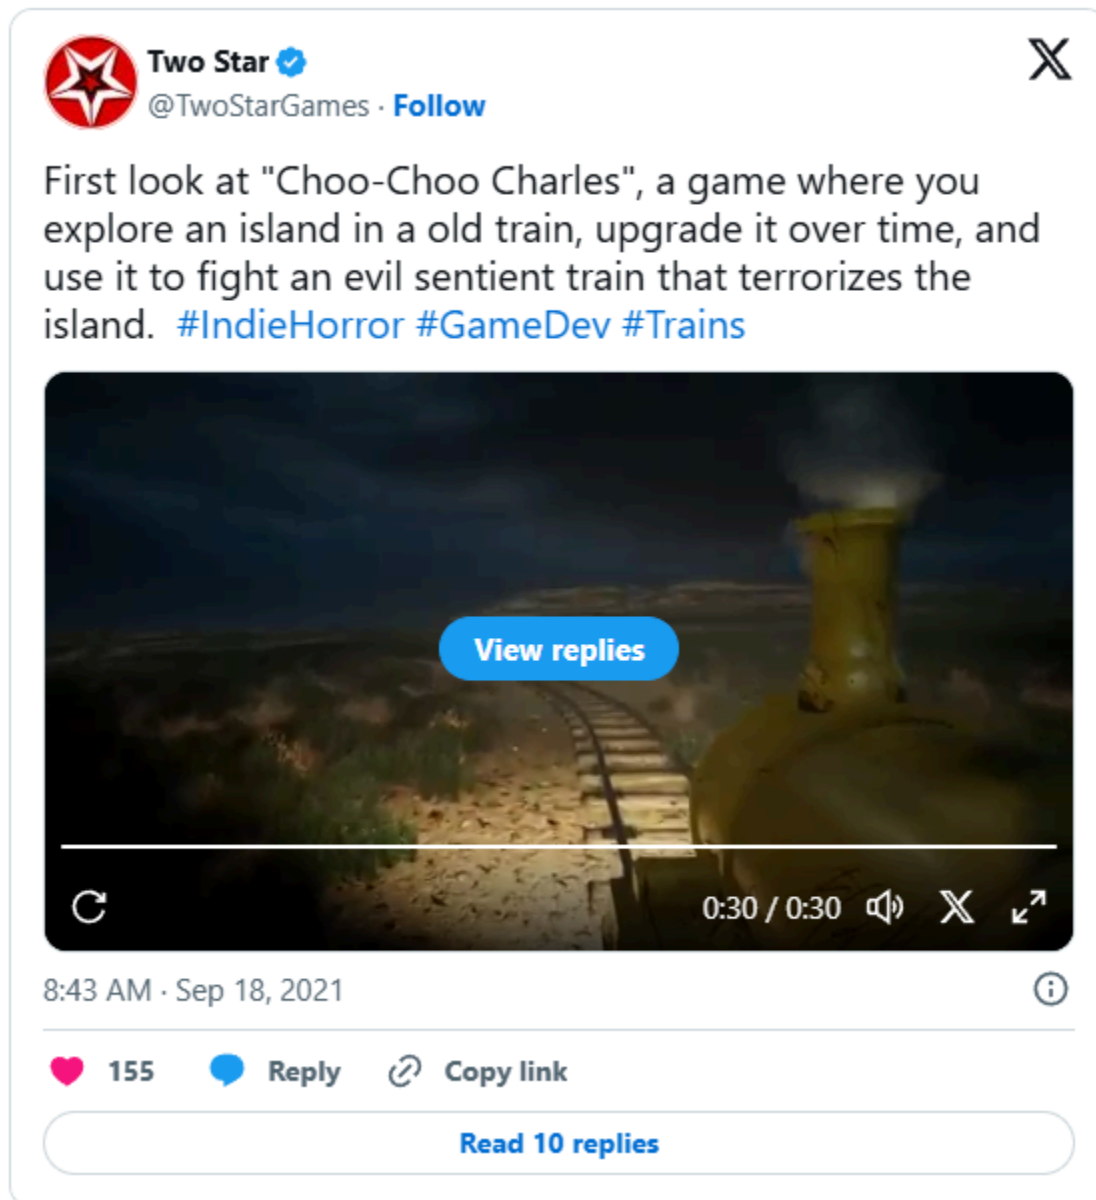 Two Star
@TwoStarGames · Follow
First look at "Choo-Choo Charles", a game where you
explore an island in a old train, upgrade it over time, and
use it to fight an evil sentient train that terrorizes the
island. #IndieHorror #GameDev #Trains
View replies
0:30 / 0:30
8:43 AM · Sep 18, 2021
155 Reply Copy link
Read 10 replies